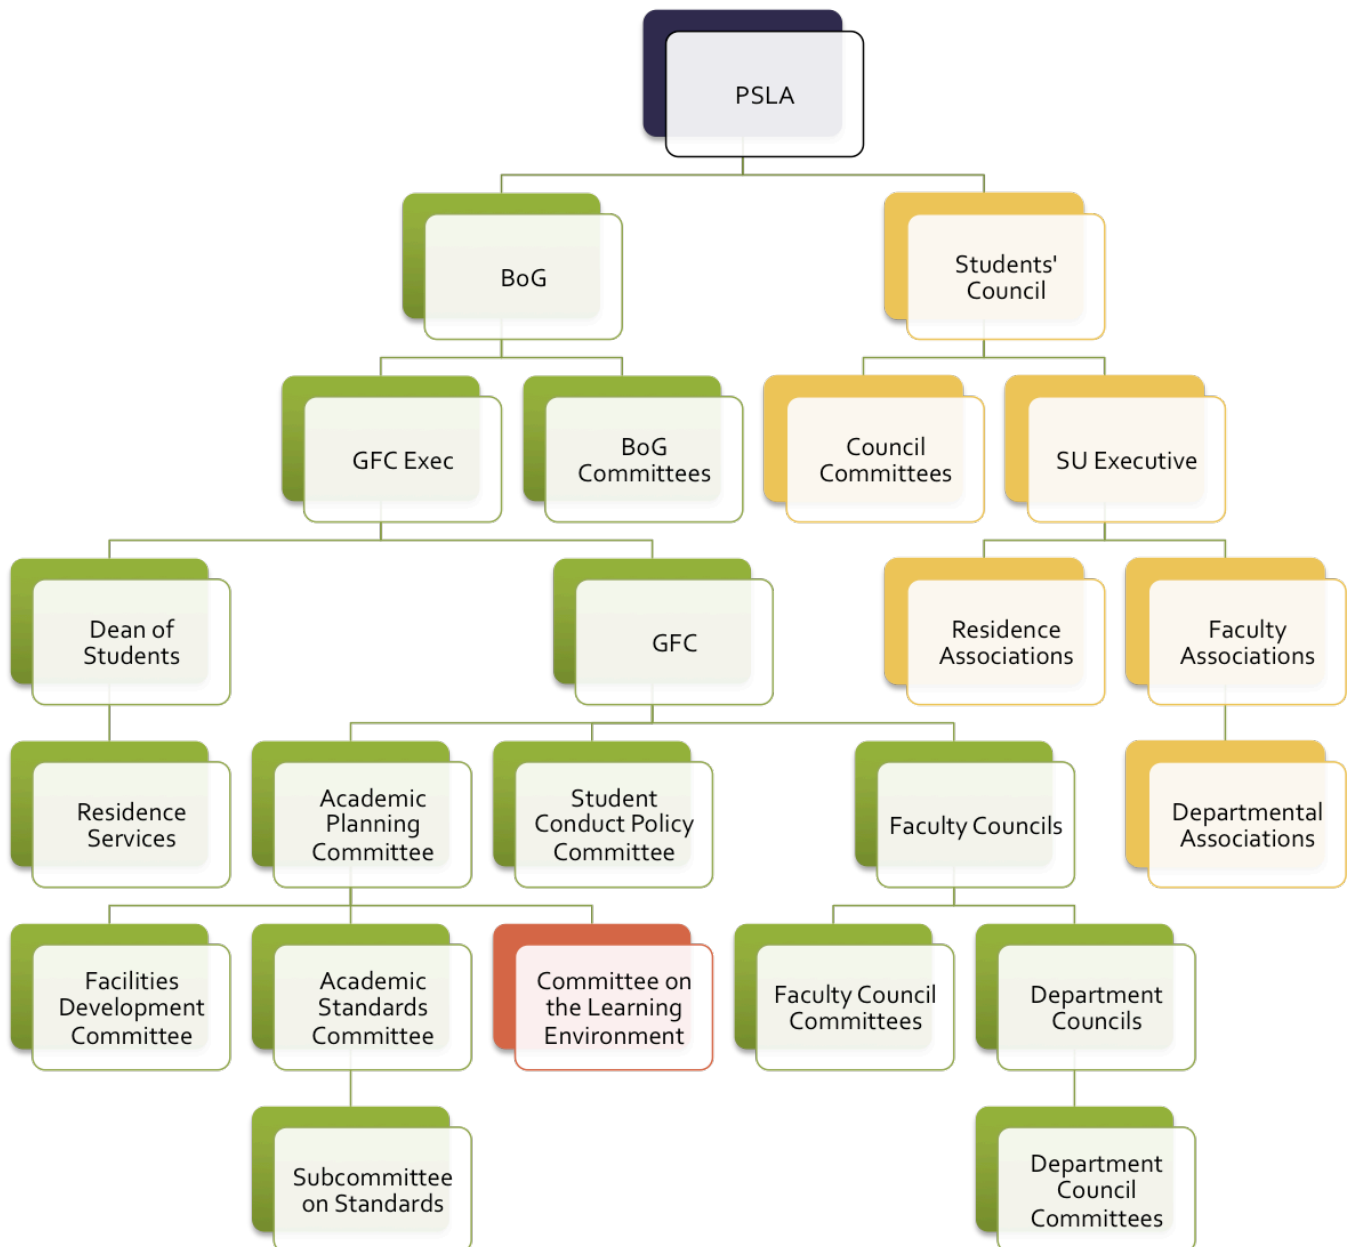 PSLA
BoG
Students'
Council
GFC Exec
BoG
Committees
Council
Committees
SU Executive
Dean of
Students
GFC
Residence
Associations
Faculty
Associations
Residence
Services
Academic
Planning
Committee
Student
Conduct Policy
Committee
Faculty Councils
Departmental
Associations
Facilities
Development
Committee
Academic
Standards
Committee
Committee on
the Learning
Environment
Faculty Council
Committees
Department
Councils
Subcommittee
on Standards
Department
Council
Committees